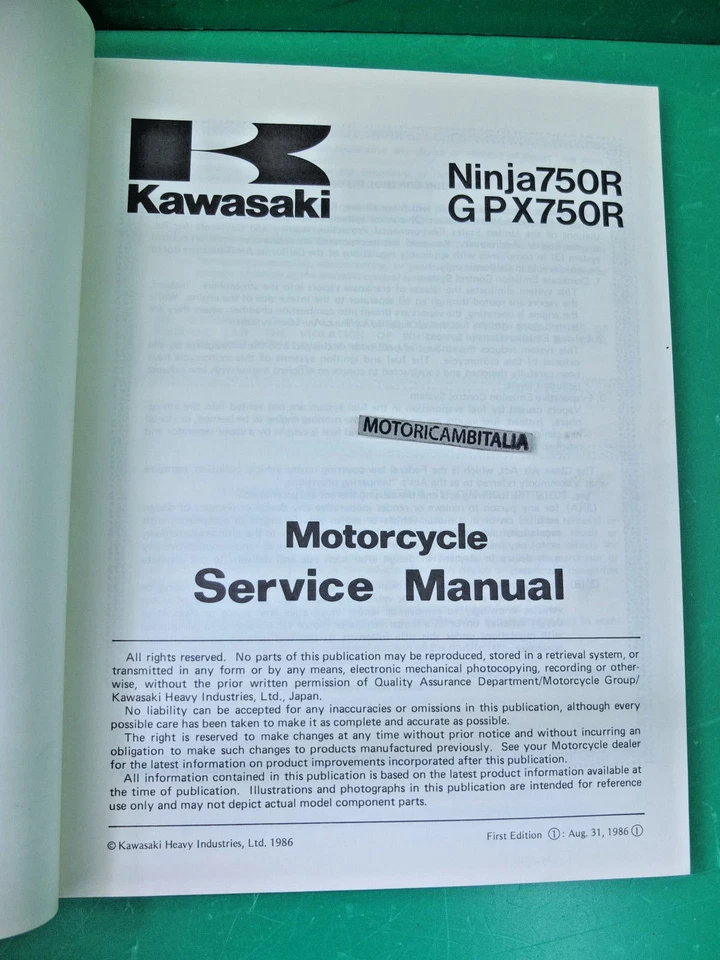 Kawasaki
Ninja750R
GPX750R
MOTORICAMBITALIA
Motorcycle
Service Manual
All rights reserved. No parts of this publication may be reproduced, stored in a retrieval system, or
transmitted in any form or by any means, electronic mechanical photocopying, recording or other-
wise, without the prior written permission of Quality Assurance Department/Motorcycle Group/
Kawasaki Heavy Industries, Ltd., Japan.
No liability can be accepted for any inaccuracies or omissions in this publication, although every
possible care has been taken to make it as complete and accurate as possible.
The right is reserved to make changes at any time without prior notice and without incurring an
obligation to make such changes to products manufactured previously. See your Motorcycle dealer
for the latest information on product improvements incorporated after this publication.
All information contained in this publication is based on the latest product information available at
the time of publication. Illustrations and photographs in this publication are intended for reference
use only and may not depict actual model component parts.
© Kawasaki Heavy Industries, Ltd. 1986
First Edition ①: Aug. 31, 1986 ①